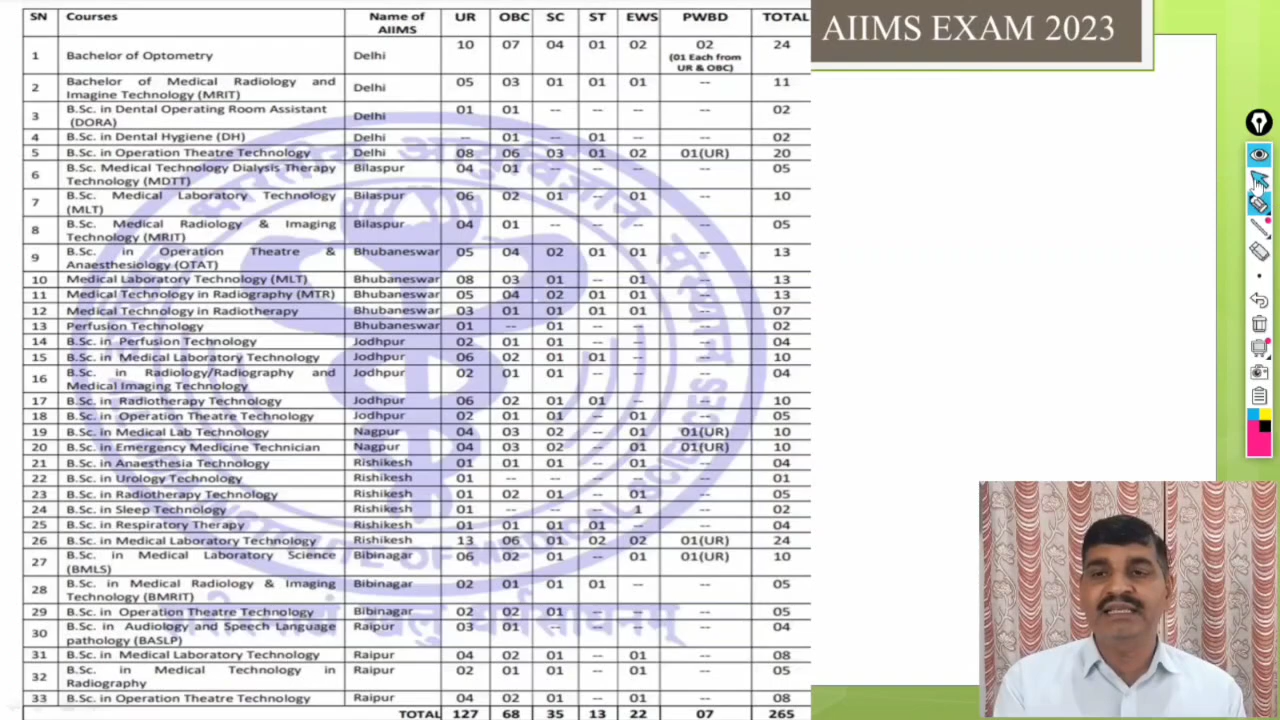 SN Courses Name of AIIMS UR OBC SC ST EWS PWBD TOTAL
1 Bachelor of Optometry Delhi 10 07 04 01 02 02 (01 Each from UR & OBC) 24
2 Bachelor of Medical Radiology and Imagine Technology (MRIT) Delhi 05 03 01 01 01 -- 11
3 B.Sc. in Dental Operating Room Assistant (DORA) Delhi 01 01 -- -- -- -- 02
4 B.Sc. in Dental Hygiene (DH) Delhi -- 01 -- 01 -- -- 02
5 B.Sc. in Operation Theatre Technology Delhi 08 06 03 01 02 01(UR) 20
6 B.Sc. Medical Technology Dialysis Therapy Technology (MDTT) Bilaspur 04 01 -- -- -- -- 05
7 B.Sc. Medical Laboratory Technology (MLT) Bilaspur 06 02 01 -- 01 -- 10
8 B.Sc. Medical Radiology & Imaging Technology (MRIT) Bilaspur 04 01 -- -- -- -- 05
9 B.Sc. in Operation Theatre & Anaesthesiology (OTAT) Bhubaneswar 05 04 02 01 01 -- 13
10 Medical Laboratory Technology (MLT) Bhubaneswar 08 03 01 -- 01 -- 13
11 Medical Technology in Radiography (MTR) Bhubaneswar 05 04 02 01 01 -- 13
12 Medical Technology in Radiotherapy Bhubaneswar 03 01 01 01 01 -- 07
13 Perfusion Technology Bhubaneswar 01 -- 01 -- -- -- 02
14 B.Sc. in Perfusion Technology Jodhpur 02 01 01 -- -- -- 04
15 B.Sc. in Medical Laboratory Technology Jodhpur 06 02 01 01 -- -- 10
16 B.Sc. in Radiology/Radiography and Medical Imaging Technology Jodhpur 02 01 01 -- -- -- 04
17 B.Sc. in Radiotherapy Technology Jodhpur 06 02 01 01 -- -- 10
18 B.Sc. in Operation Theatre Technology Jodhpur 02 01 01 -- 01 -- 05
19 B.Sc. in Medical Lab Technology Nagpur 04 03 02 -- 01 01(UR) 10
20 B.Sc. in Emergency Medicine Technician Nagpur 04 03 02 -- 01 01(UR) 10
21 B.Sc. in Anaesthesia Technology Rishikesh 01 01 01 -- 01 -- 04
22 B.Sc. in Urology Technology Rishikesh 01 -- -- -- -- -- 01
23 B.Sc. in Radiotherapy Technology Rishikesh 01 02 01 -- 01 -- 05
24 B.Sc. in Sleep Technology Rishikesh 01 -- -- -- 1 -- 02
25 B.Sc. in Respiratory Therapy Rishikesh 01 01 01 01 -- -- 04
26 B.Sc. in Medical Laboratory Technology Rishikesh 13 06 01 02 02 01(UR) 24
27 B.Sc. in Medical Laboratory Science (BMLS) Bibinagar 06 02 01 -- 01 01(UR) 10
28 B.Sc. in Medical Radiology & Imaging Technology (BMRIT) Bibinagar 02 01 01 01 -- -- 05
29 B.Sc. in Operation Theatre Technology Bibinagar 02 02 01 -- -- -- 05
30 B.Sc. in Audiology and Speech Language pathology (BASLP) Raipur 03 01 -- -- -- -- 04
31 B.Sc. in Medical Laboratory Technology Raipur 04 02 01 -- 01 -- 08
32 B.Sc. in Medical Technology in Radiography Raipur 02 01 01 -- 01 -- 05
33 B.Sc. in Operation Theatre Technology Raipur 04 02 01 -- 01 -- 08
TOTAL 127 68 35 13 22 07 265
AIIMS EXAM 2023